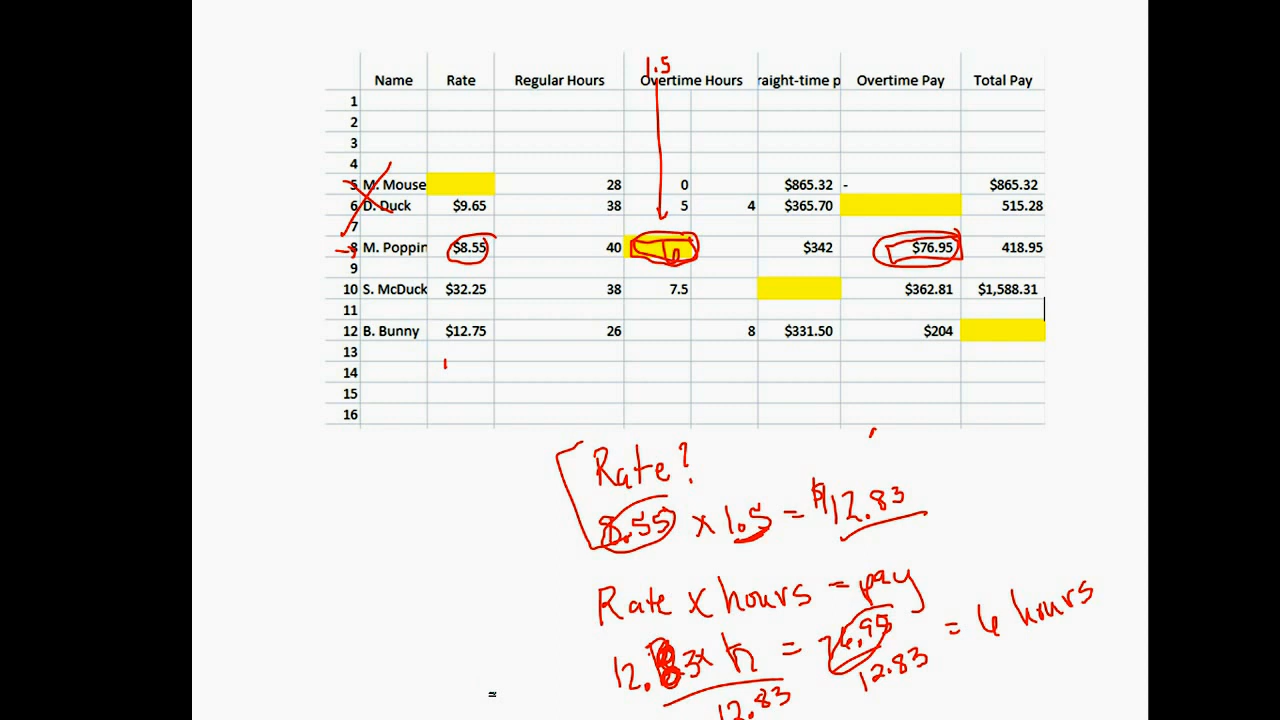 1.5
Name Rate Regular Hours Overtime Hours raight-time p Overtime Pay Total Pay
1
2
3
4
5 M. Mouse 28 0 $865.32 - $865.32
6 D. Duck $9.65 38 5 4 $365.70 515.28
7
8 M. Poppin $8.55 40 h $342 $76.95 418.95
9
10 S. McDuck $32.25 38 7.5 $362.81 $1,588.31
11
12 B. Bunny $12.75 26 8 $331.50 $204
13
14
15
16
Rate?
8.55 x 1.5 = $12.83
Rate x hours = pay
12.83 x h = 76.95 = 6 hours
12.83 12.83
=